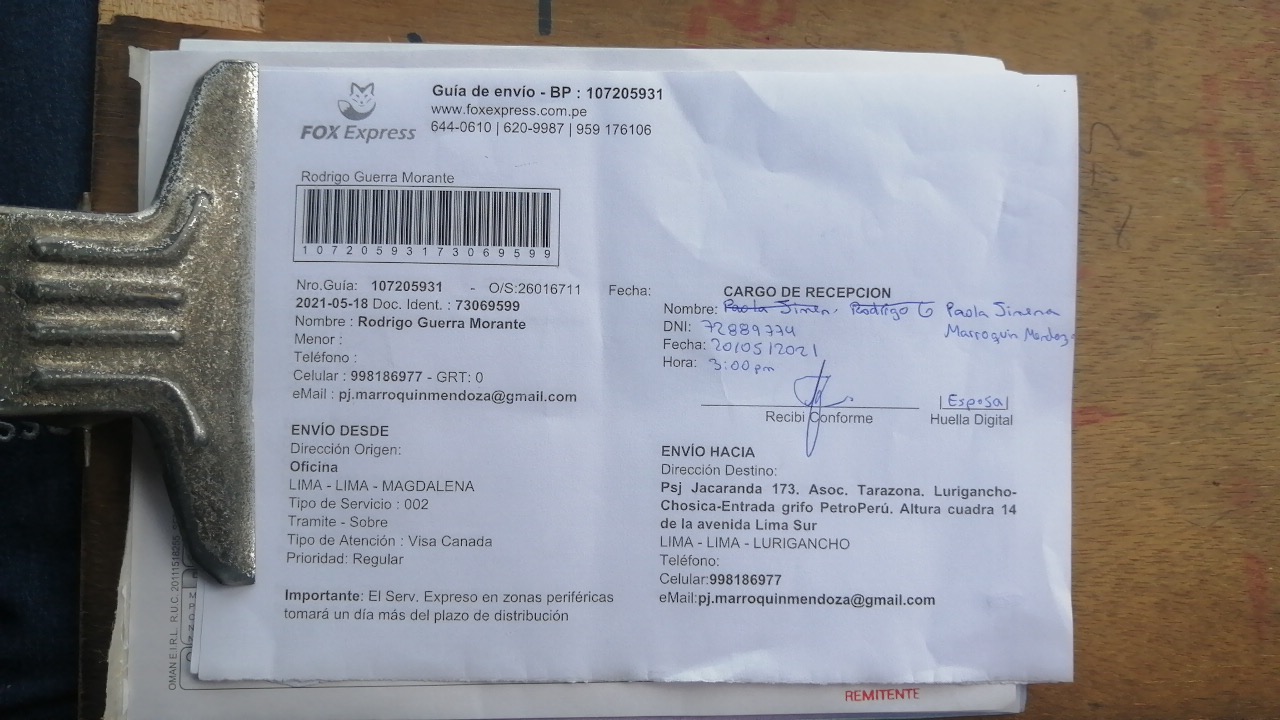 FOX Express
Guía de envío - BP : 107205931
www.foxexpress.com.pe
644-0610 | 620-9987 | 959 176106
Rodrigo Guerra Morante
10720593173069599
Nro.Guía: 107205931 - O/S:26016711 Fecha:
2021-05-18 Doc. Ident. : 73069599
Nombre : Rodrigo Guerra Morante
Menor :
Teléfono :
Celular : 998186977 - GRT: 0
eMail : pj.marroquinmendoza@gmail.com
CARGO DE RECEPCION
Nombre: Paola Jimen. Rodrigo G Paola Jimena
Marroquin Mendoza
DNI: 72889774
Fecha: 20/05/2021
Hora: 3:00 pm
Recibí Conforme
|Esposa|
Huella Digital
ENVÍO DESDE
Dirección Origen:
Oficina
LIMA - LIMA - MAGDALENA
Tipo de Servicio : 002
Tramite - Sobre
Tipo de Atención : Visa Canada
Prioridad: Regular
Importante: El Serv. Expreso en zonas periféricas
tomará un día más del plazo de distribución
ENVÍO HACIA
Dirección Destino:
Psj Jacaranda 173. Asoc. Tarazona. Lurigancho-
Chosica-Entrada grifo PetroPerú. Altura cuadra 14
de la avenida Lima Sur
LIMA - LIMA - LURIGANCHO
Teléfono:
Celular:998186977
eMail:pj.marroquinmendoza@gmail.com
REMITENTE